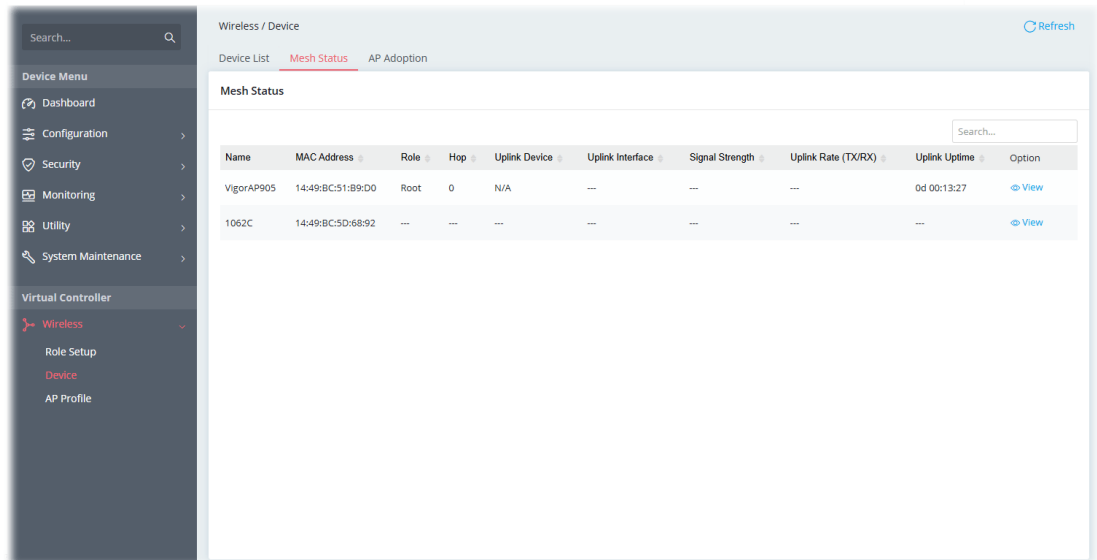 Search...
Device Menu
Dashboard
Configuration
Security
Monitoring
Utility
System Maintenance
Virtual Controller
Wireless
Role Setup
Device
AP Profile
Wireless / Device
Refresh
Device List Mesh Status AP Adoption
Mesh Status
Search...
Name MAC Address Role Hop Uplink Device Uplink Interface Signal Strength Uplink Rate (TX/RX) Uplink Uptime Option
VigorAP905 14:49:BC:51:B9:D0 Root 0 N/A --- --- --- 0d 00:13:27 View
1062C 14:49:BC:5D:68:92 --- --- --- --- --- --- --- View